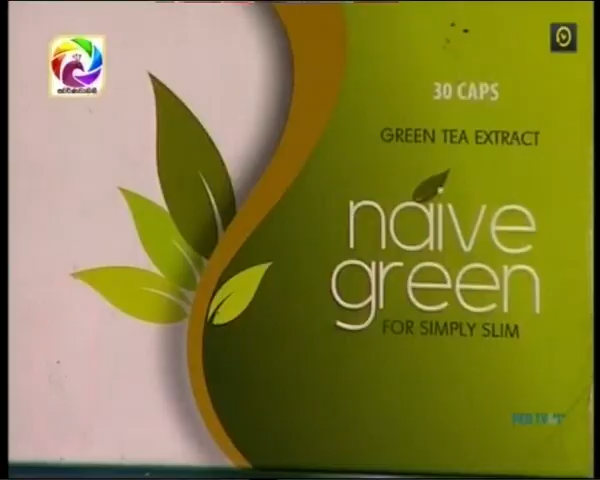 30 CAPS
GREEN TEA EXTRACT
naive
green
FOR SIMPLY SLIM